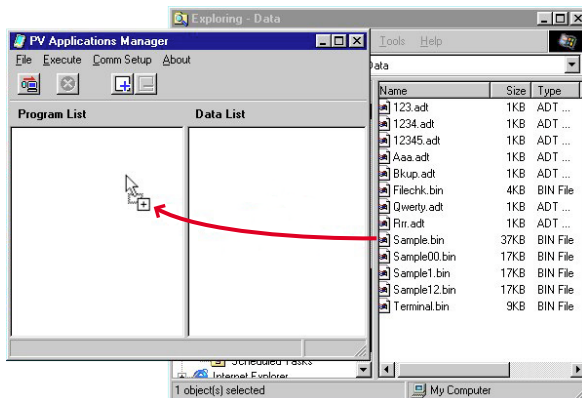 Exploring - Data
PV Applications Manager
Tools Help
File Execute Comm Setup About
Data
Name Size Type
Program List Data List
123.adt 1KB ADT ...
1234.adt 1KB ADT ...
12345.adt 1KB ADT ...
Aaa.adt 1KB ADT ...
Bkup.adt 1KB ADT ...
Filechk.bin 4KB BIN File
Qwerty.adt 1KB ADT ...
Rrr.adt 1KB ADT ...
Sample.bin 37KB BIN File
Sample00.bin 17KB BIN File
Sample1.bin 17KB BIN File
Sample12.bin 17KB BIN File
Terminal.bin 9KB BIN File
Scheduled Tasks
Internet Explorer
1 object(s) selected My Computer